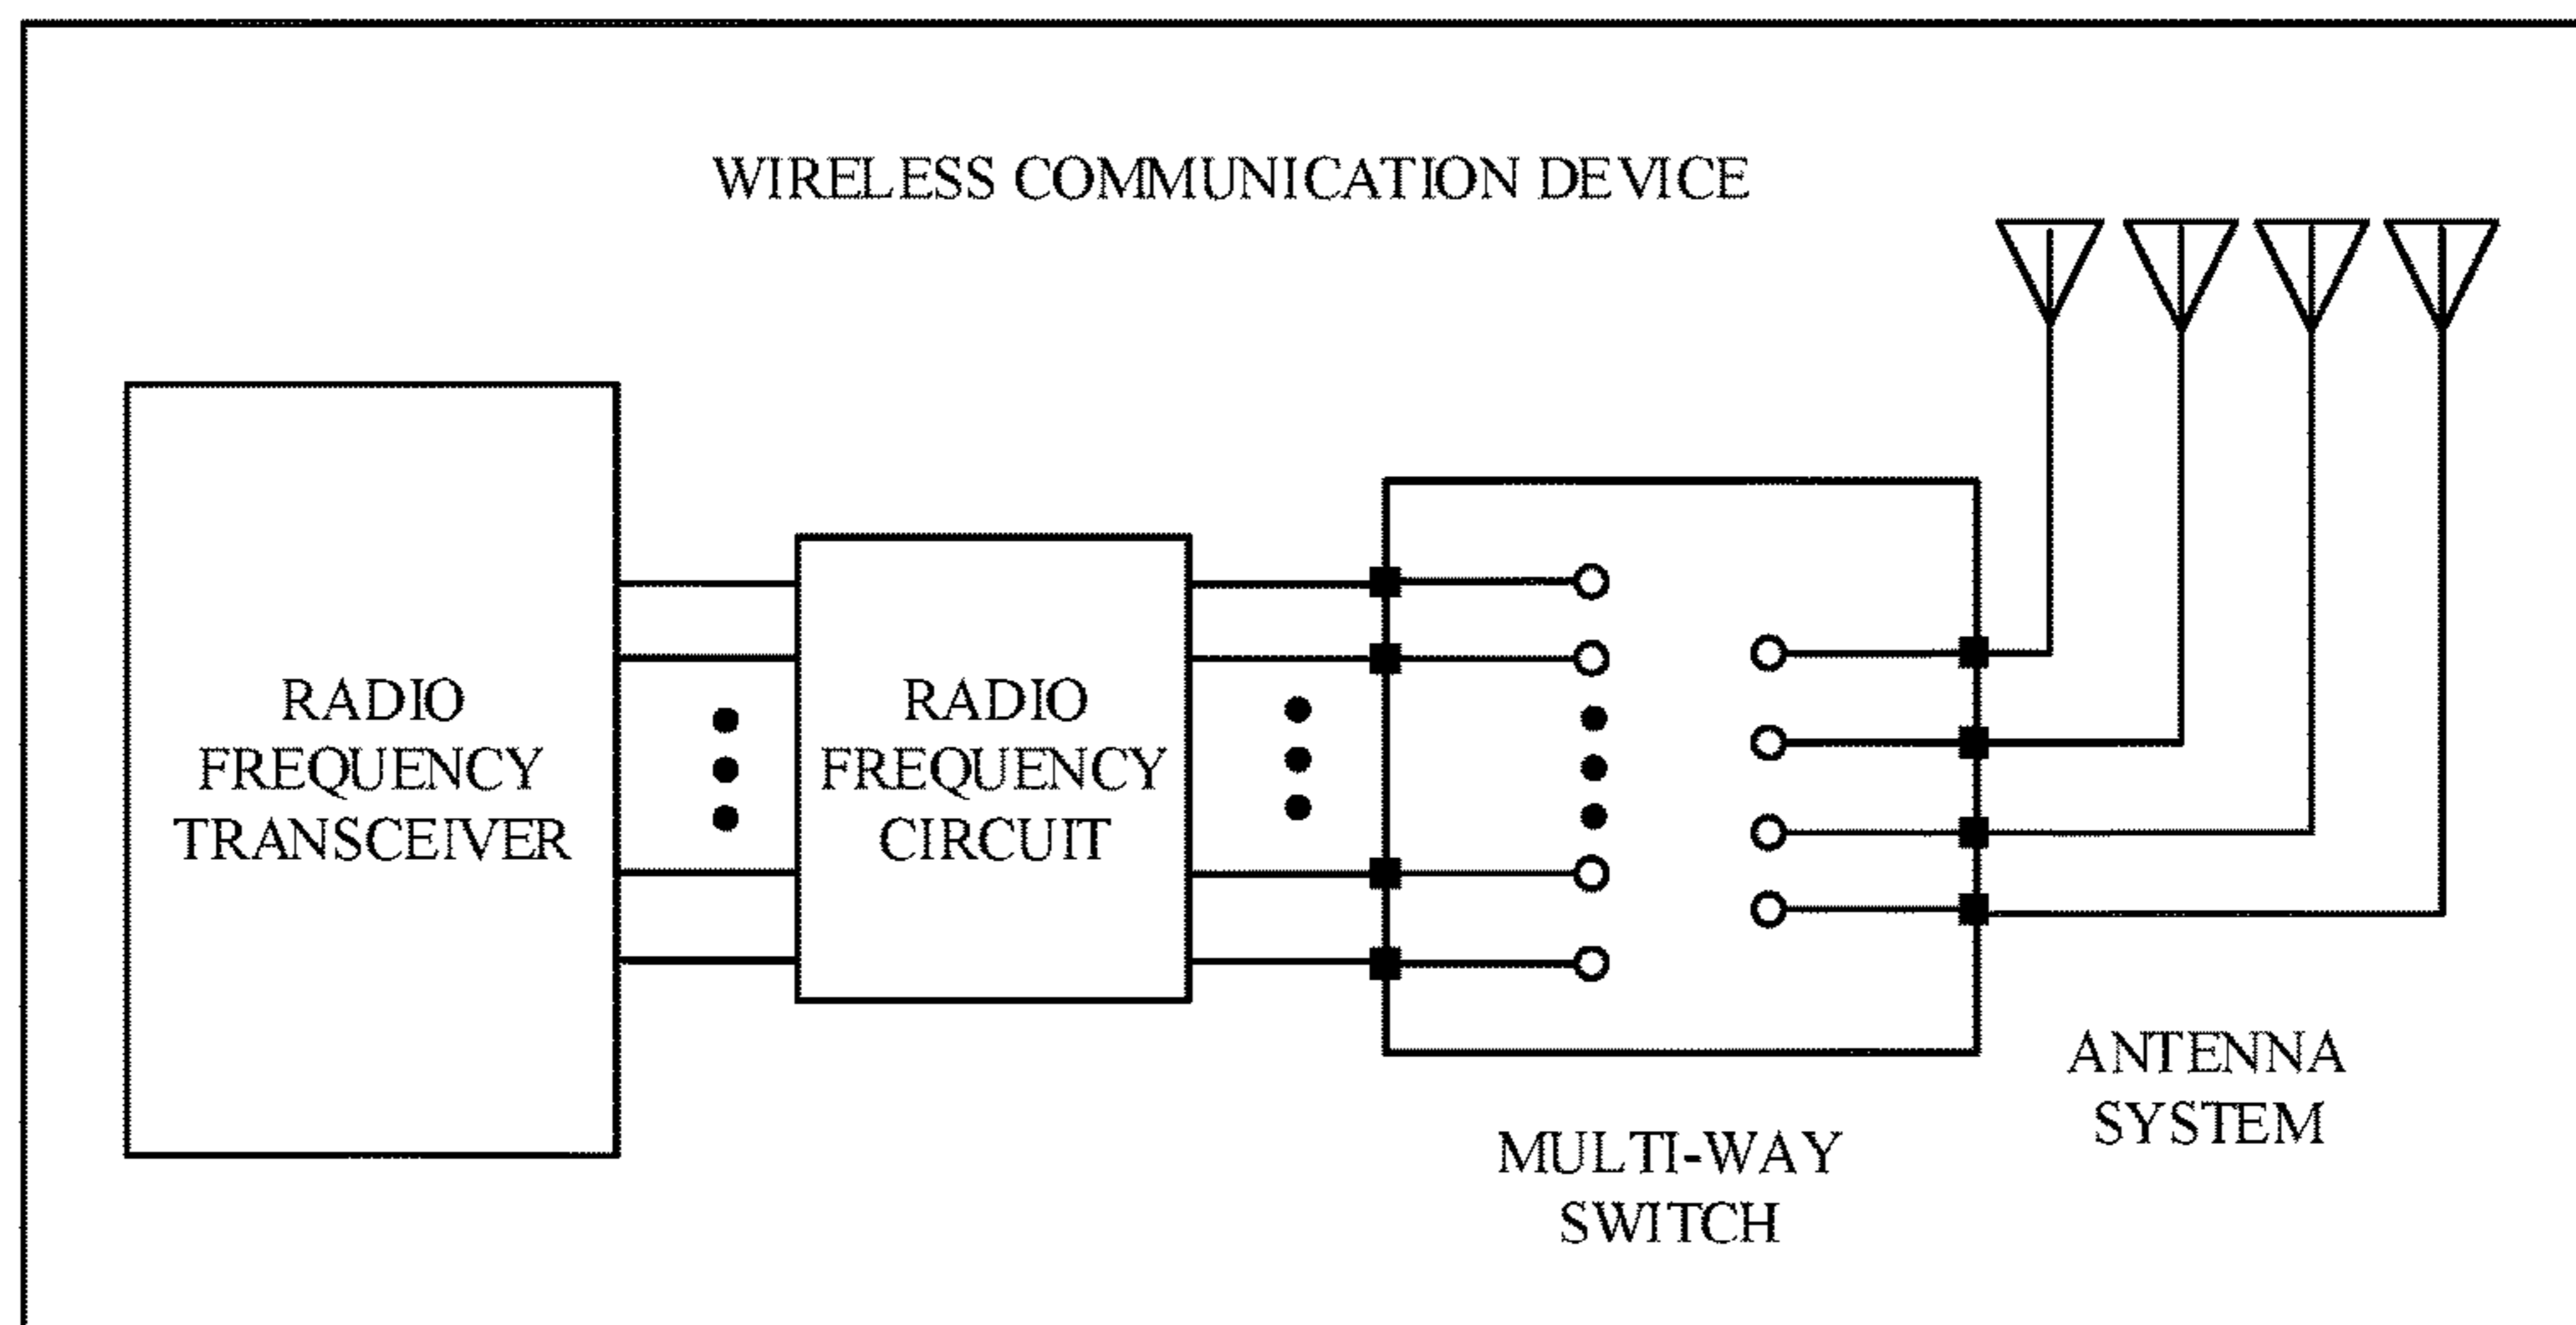 WIRELESS COMMUNICATION DEVICE
RADIO
FREQUENCY
TRANSCEIVER
RADIO
FREQUENCY
CIRCUIT
MULTI-WAY
SWITCH
ANTENNA
SYSTEM